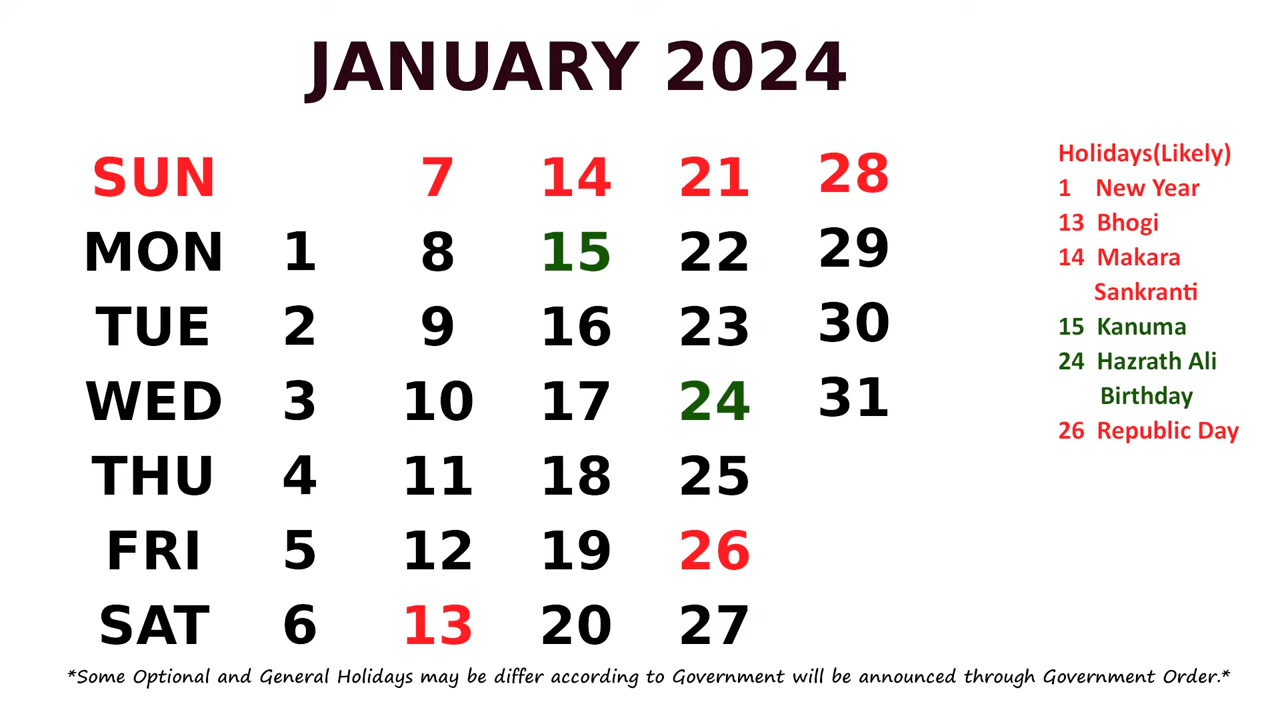 JANUARY 2024
SUN 7 14 21 28
MON 1 8 15 22 29
TUE 2 9 16 23 30
WED 3 10 17 24 31
THU 4 11 18 25
FRI 5 12 19 26
SAT 6 13 20 27
Holidays(Likely)
1 New Year
13 Bhogi
14 Makara
Sankranti
15 Kanuma
24 Hazrath Ali
Birthday
26 Republic Day
*Some Optional and General Holidays may be differ according to Government will be announced through Government Order.*